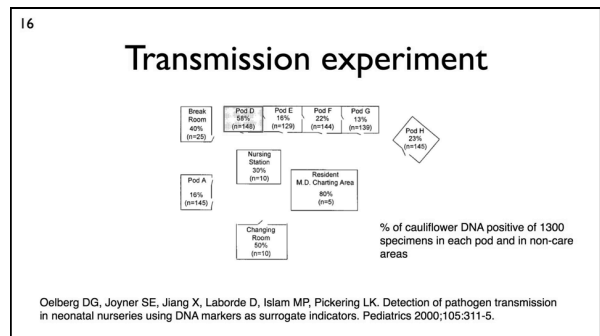 16
Transmission experiment
Break
Room
40%
(n=25)
Pod D
58%
(n=148)
Pod E
16%
(n=129)
Pod F
22%
(n=144)
Pod G
13%
(n=139)
Pod H
23%
(n=145)
Nursing
Station
30%
(n=10)
Pod A
16%
(n=145)
Resident
M.D. Charting Area
80%
(n=5)
Changing
Room
50%
(n=10)
% of cauliflower DNA positive of 1300
specimens in each pod and in non-care
areas
Oelberg DG, Joyner SE, Jiang X, Laborde D, Islam MP, Pickering LK. Detection of pathogen transmission
in neonatal nurseries using DNA markers as surrogate indicators. Pediatrics 2000;105:311-5.